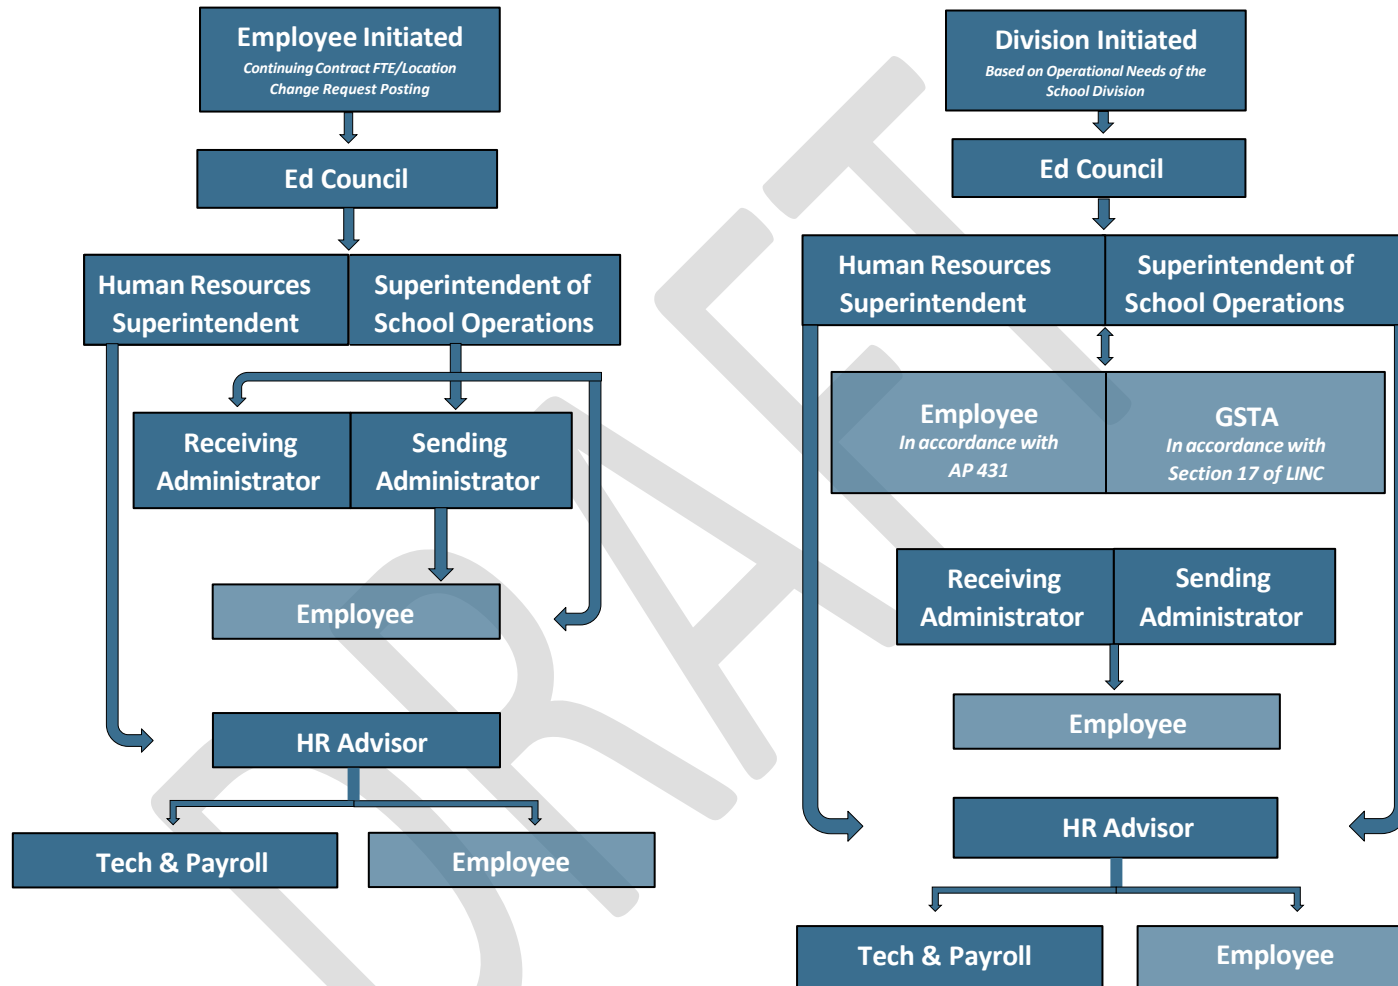 Employee Initiated
Continuing Contract FTE/Location
Change Request Posting
Ed Council
Human Resources
Superintendent
Superintendent of
School Operations
Receiving
Administrator
Sending
Administrator
Employee
HR Advisor
Tech & Payroll
Employee
Division Initiated
Based on Operational Needs of the
School Division
Ed Council
Human Resources
Superintendent
Superintendent of
School Operations
Employee
In accordance with
AP 431
GSTA
In accordance with
Section 17 of LINC
Receiving
Administrator
Sending
Administrator
Employee
HR Advisor
Tech & Payroll
Employee
DRAFT